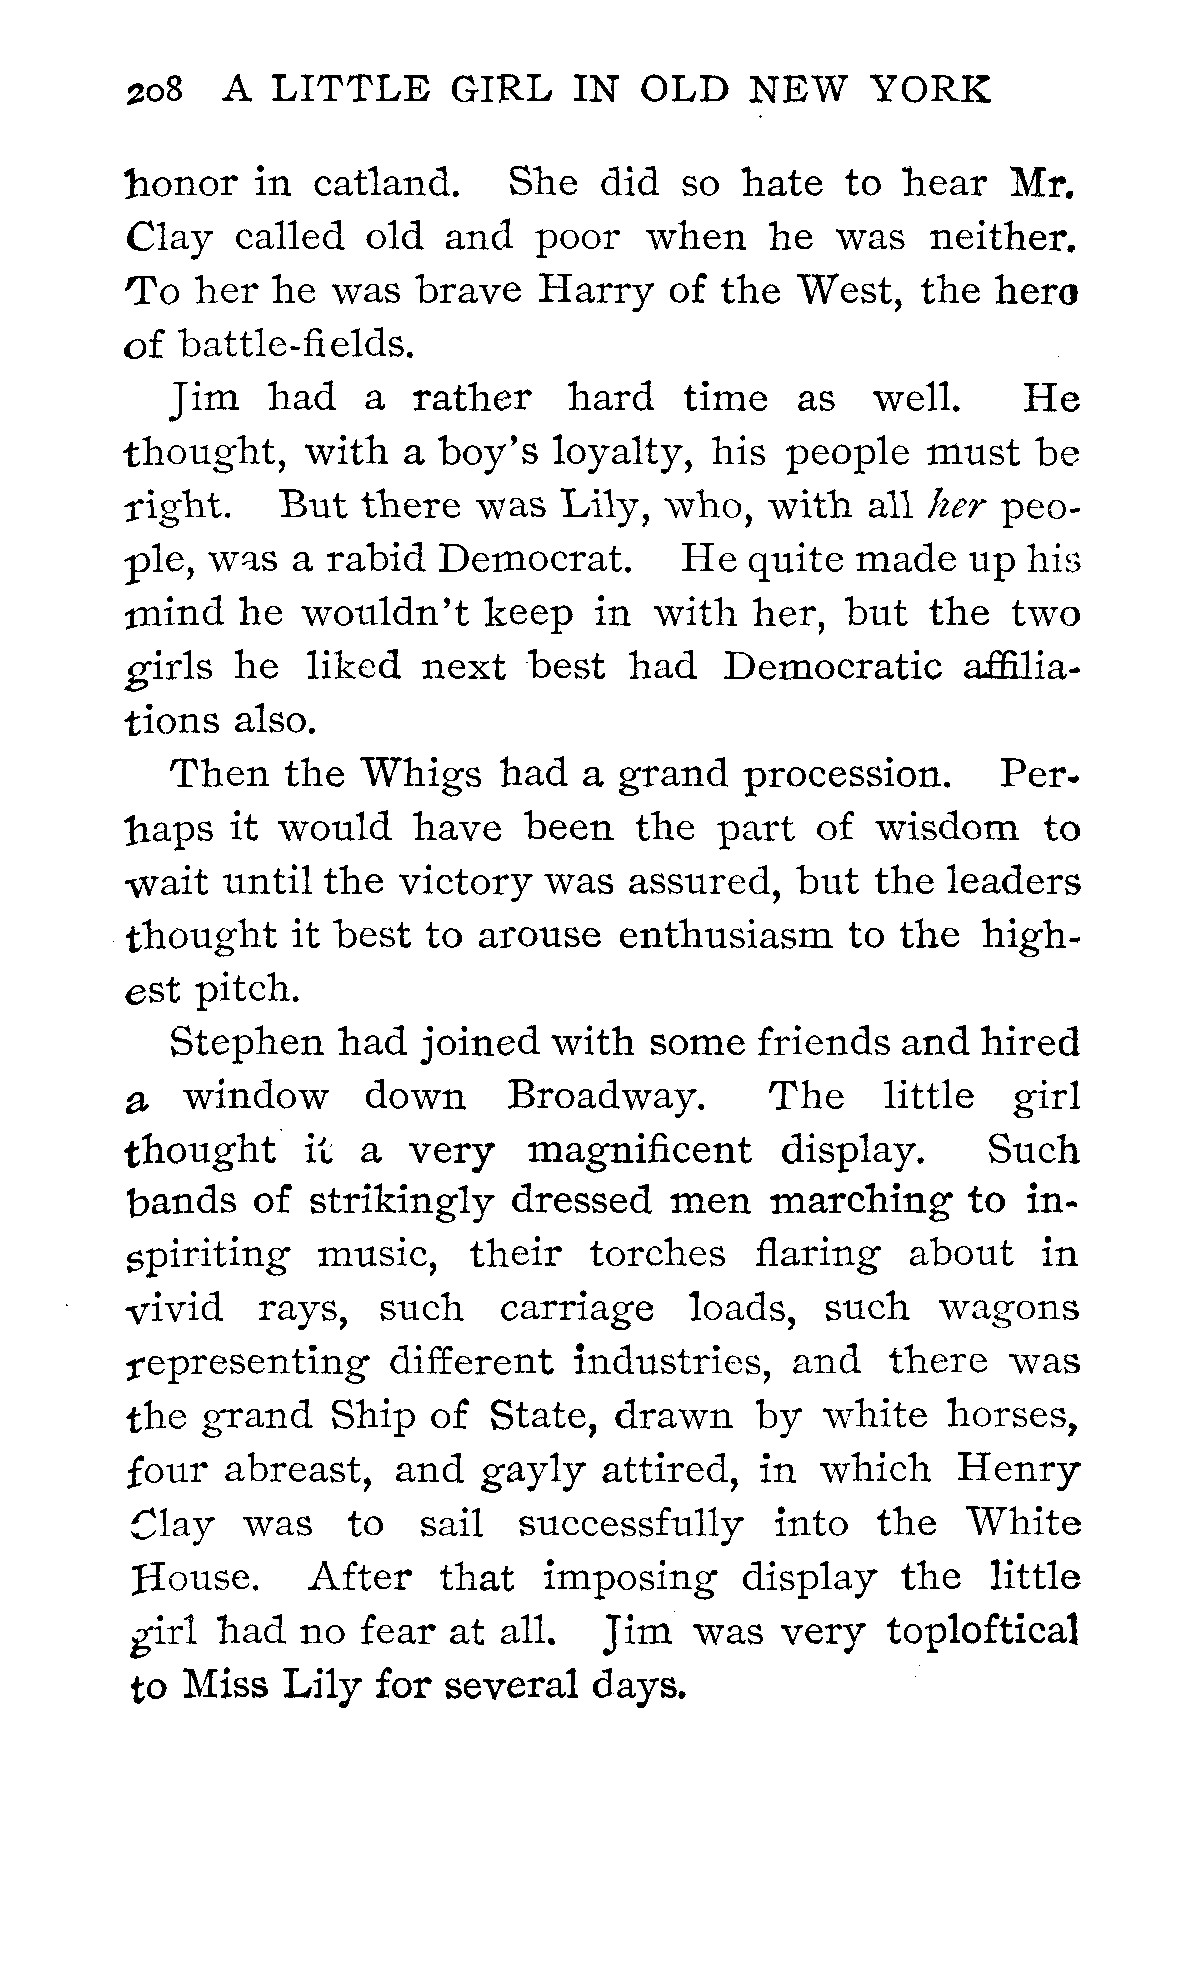 208 A LITTLE GIRL IN OLD NEW YORK
honor in catland. She did so hate to hear Mr.
Clay called old and poor when he was neither.
To her he was brave Harry of the West, the hero
of battle-fields.
Jim had a rather hard time as well. He
thought, with a boy's loyalty, his people must be
right. But there was Lily, who, with all her peo-
ple, was a rabid Democrat. He quite made up his
mind he wouldn't keep in with her, but the two
girls he liked next best had Democratic affilia-
tions also.
Then the Whigs had a grand procession. Per-
haps it would have been the part of wisdom to
wait until the victory was assured, but the leaders
thought it best to arouse enthusiasm to the high-
est pitch.
Stephen had joined with some friends and hired
a window down Broadway. The little girl
thought it a very magnificent display. Such
bands of strikingly dressed men marching to in-
spiriting music, their torches flaring about in
vivid rays, such carriage loads, such wagons
representing different industries, and there was
the grand Ship of State, drawn by white horses,
four abreast, and gayly attired, in which Henry
Clay was to sail successfully into the White
House. After that imposing display the little
girl had no fear at all. Jim was very toploftical
to Miss Lily for several days.